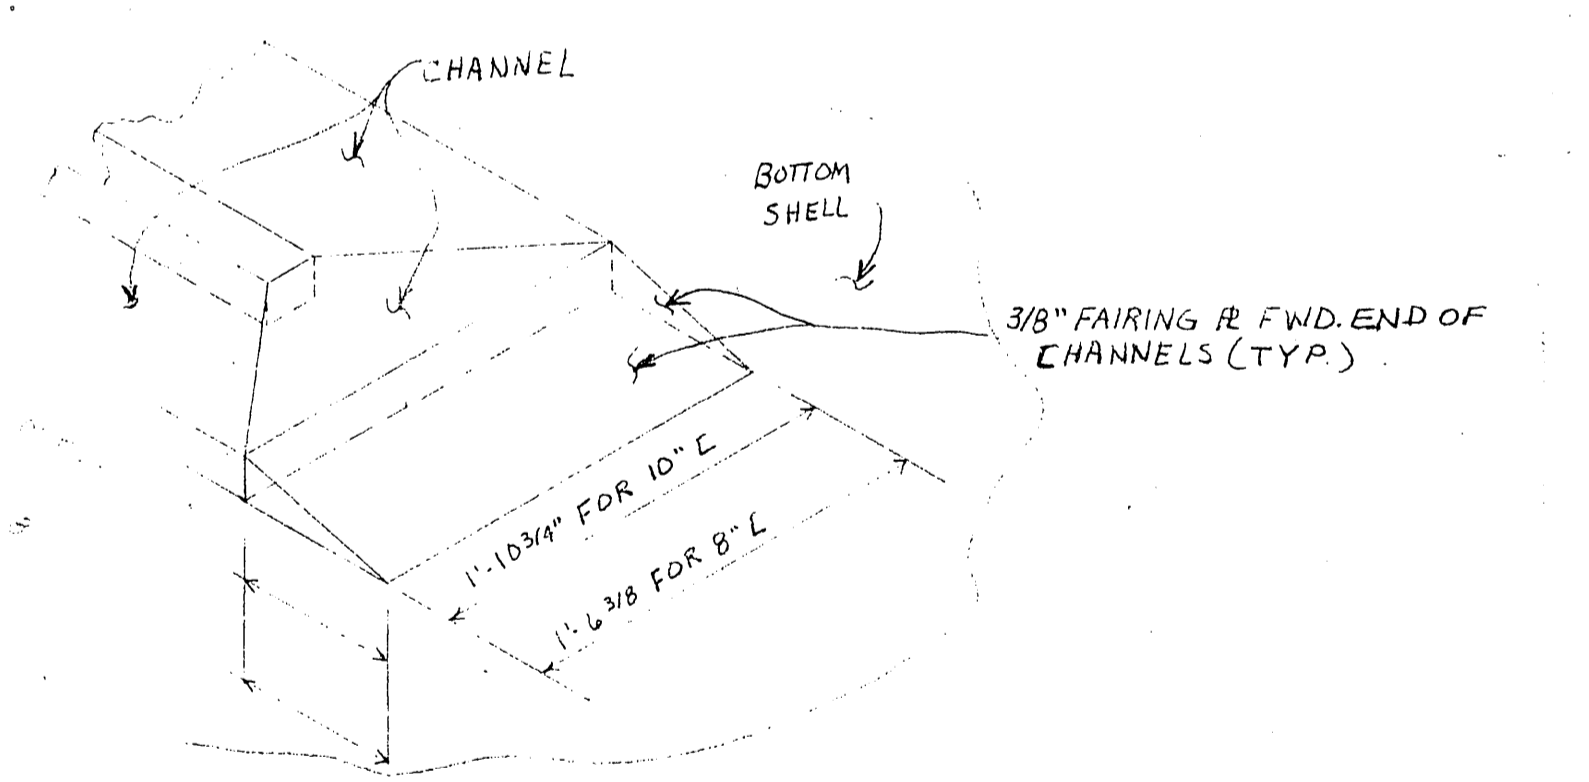 CHANNEL
BOTTOM
SHELL
3/8" FAIRING PL FWD. END OF
CHANNELS (TYP.)
1'-10 3/4" FOR 10" [
1'-6 3/8 FOR 8" [